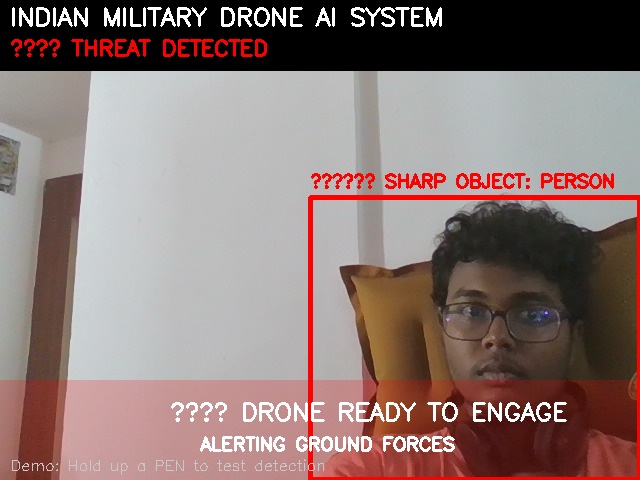 INDIAN MILITARY DRONE AI SYSTEM
???? THREAT DETECTED
?????? SHARP OBJECT: PERSON
???? DRONE READY TO ENGAGE
ALERTING GROUND FORCES
Demo: Hold up a PEN to test detection